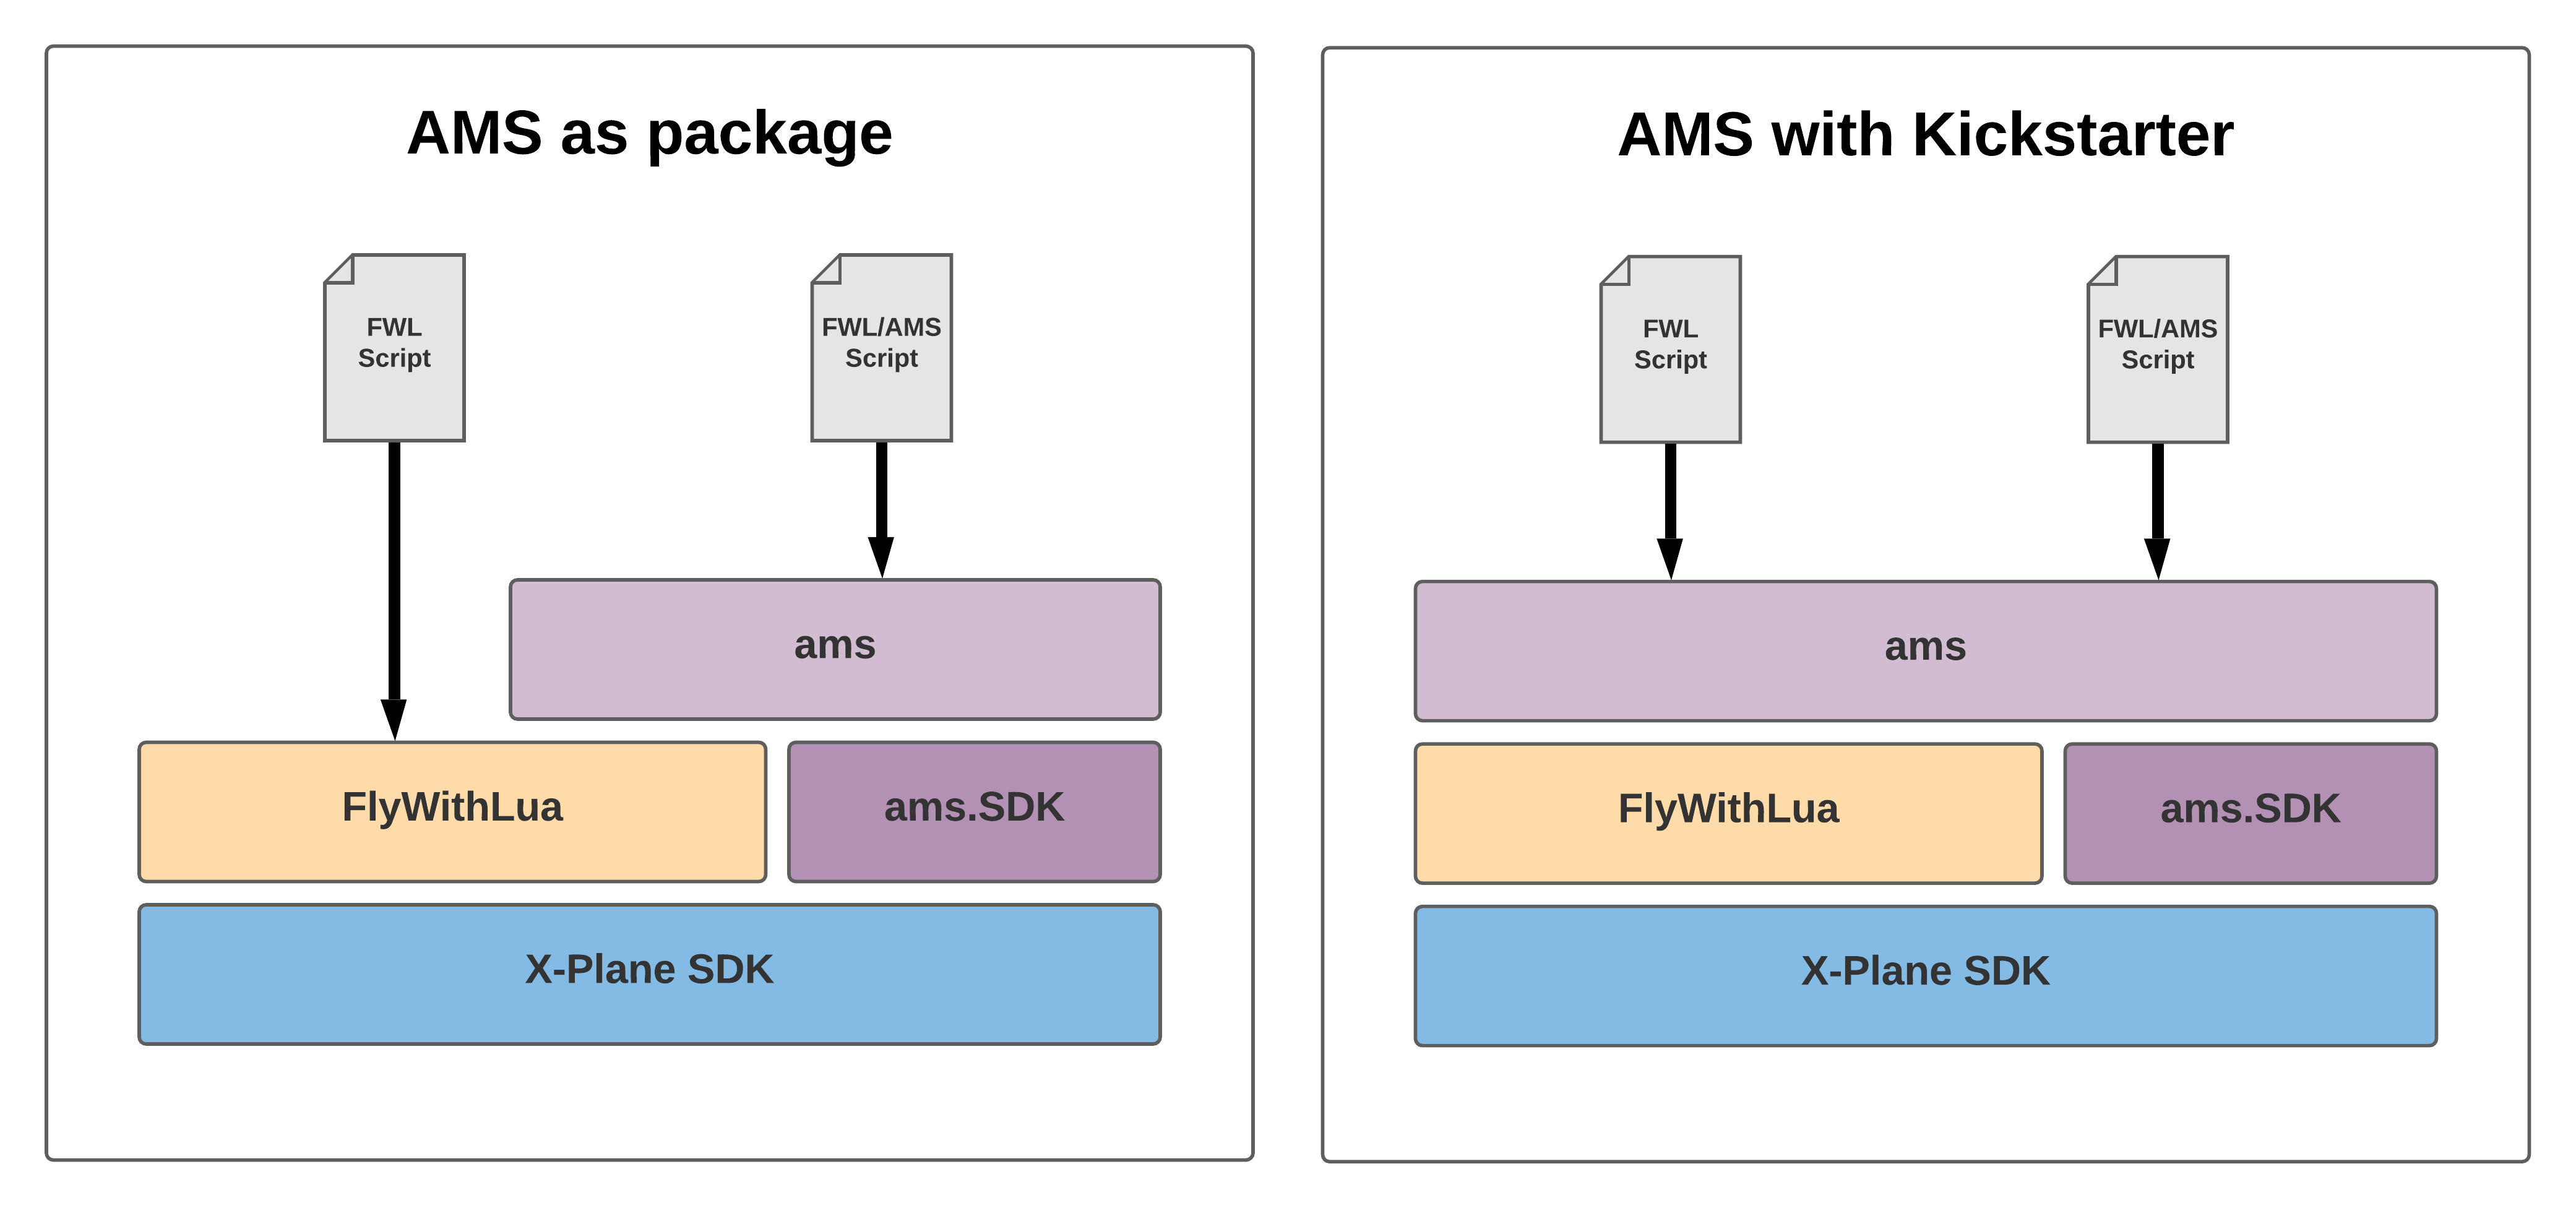 AMS as package
FWL
Script
FWL/AMS
Script
ams
FlyWithLua
ams.SDK
X-Plane SDK
AMS with Kickstarter
FWL
Script
FWL/AMS
Script
ams
FlyWithLua
ams.SDK
X-Plane SDK